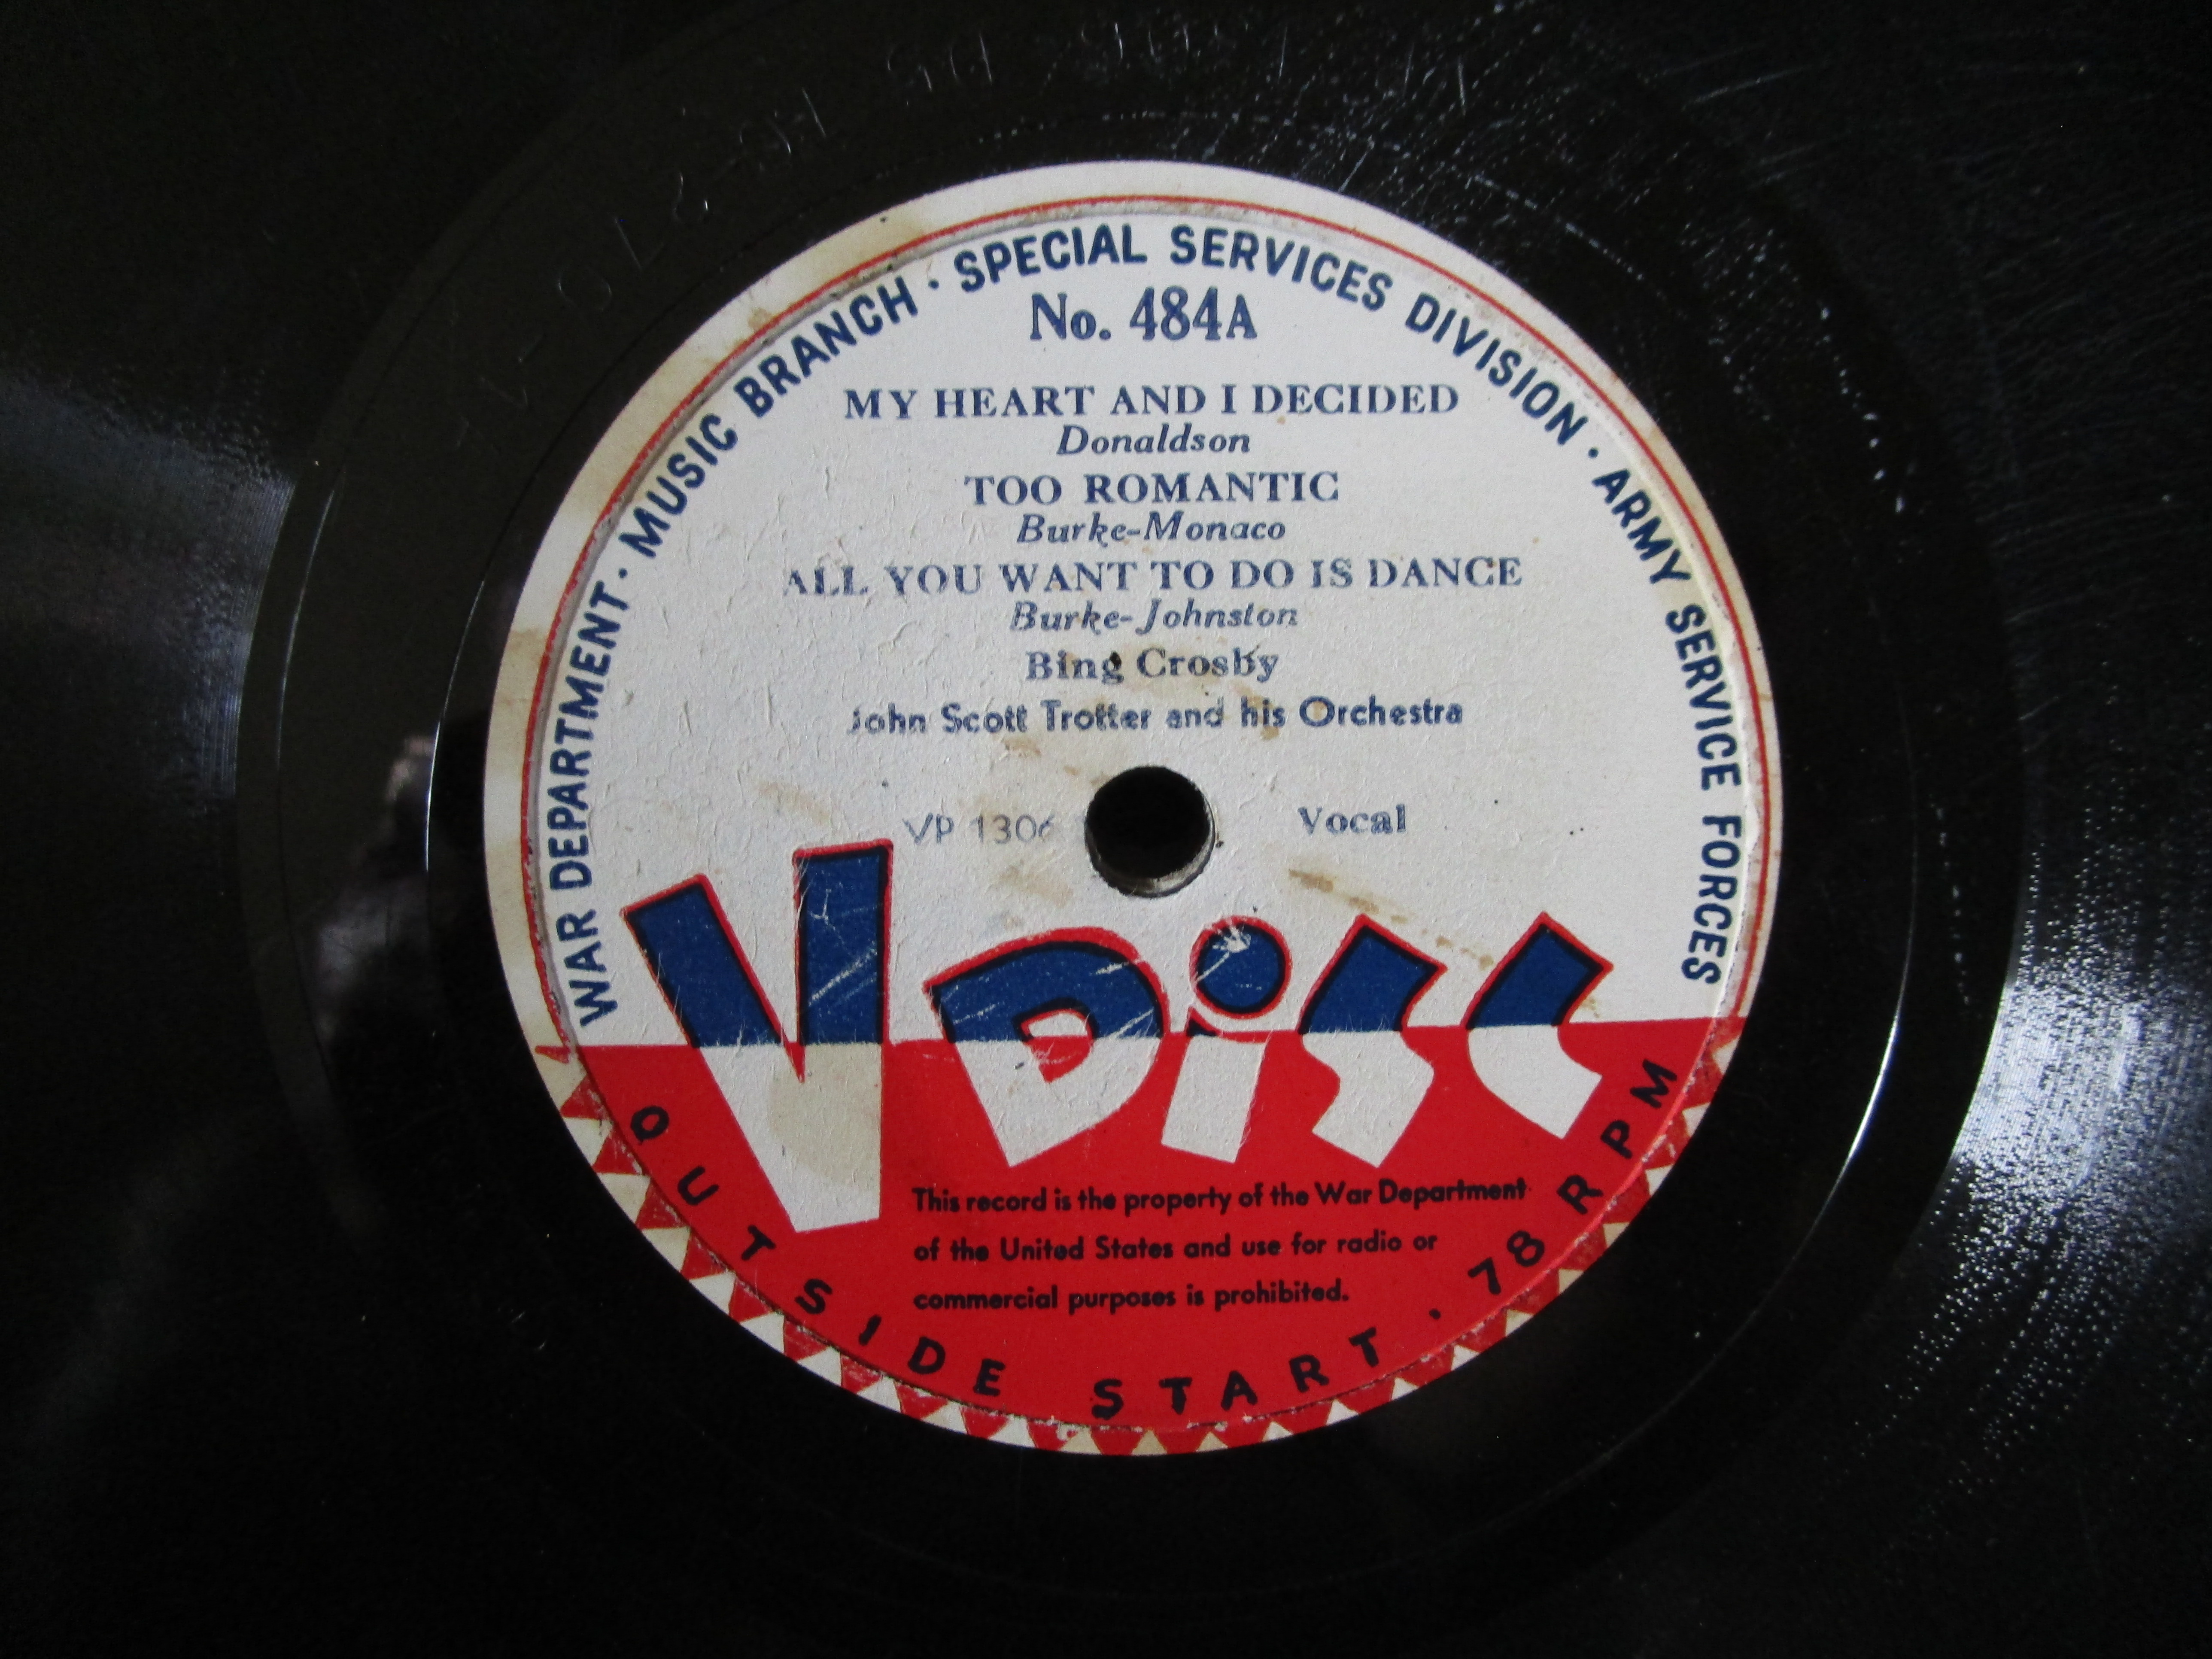 WAR DEPARTMENT · MUSIC BRANCH · SPECIAL SERVICES DIVISION · ARMY SERVICE FORCES
No. 484A
MY HEART AND I DECIDED
Donaldson
TOO ROMANTIC
Burke-Monaco
ALL YOU WANT TO DO IS DANCE
Burke-Johnston
Bing Crosby
John Scott Trotter and his Orchestra
VP 1306 Vocal
V Disc
This record is the property of the War Department
of the United States and use for radio or
commercial purposes is prohibited.
OUTSIDE START · 78 RPM